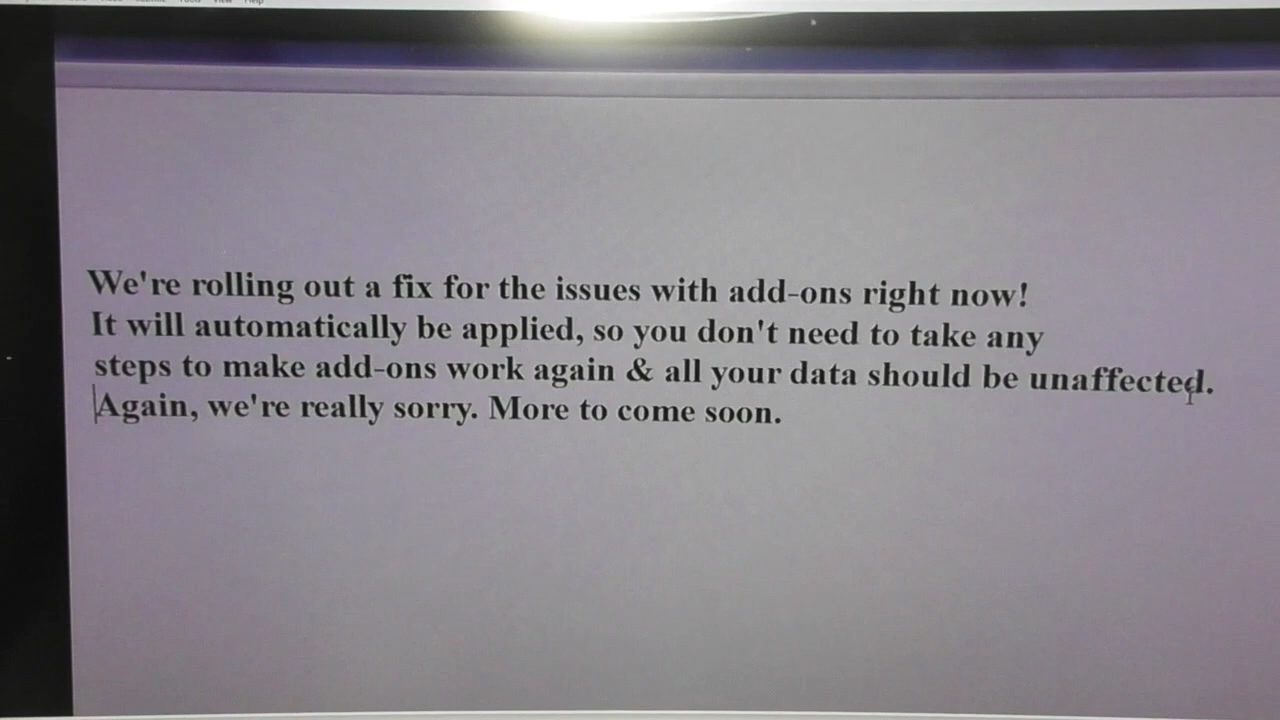 We're rolling out a fix for the issues with add-ons right now!
It will automatically be applied, so you don't need to take any
steps to make add-ons work again & all your data should be unaffected.
Again, we're really sorry. More to come soon.